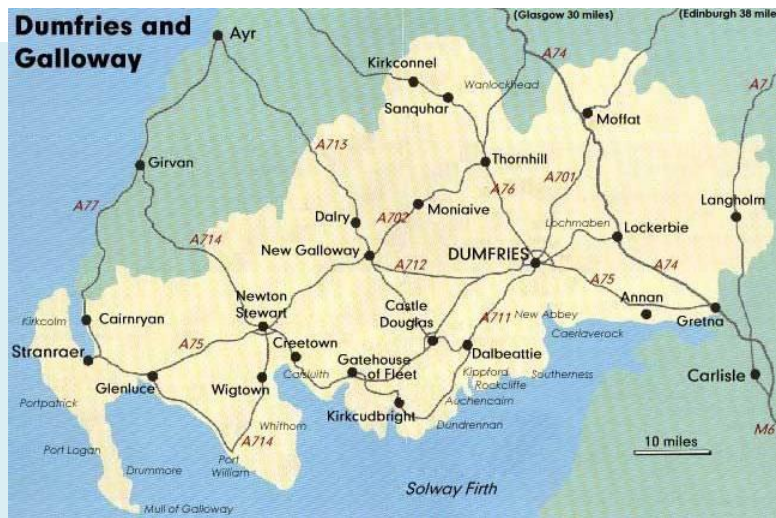 Dumfries and
Galloway
(Glasgow 30 miles)
(Edinburgh 38 miles
Ayr
A74
A7
Kirkconnel
Wanlockhead
Sanquhar
Moffat
A713
Girvan
Thornhill
A701
A76
A77
Dalry
A702
Moniaive
Langholm
Lochmaben
Lockerbie
A714
New Galloway
DUMFRIES
A712
A74
A75
Newton
Stewart
Castle
Douglas
A711
New Abbey
Annan
Gretna
Kirkcolm
Cairnryan
Caerlaverock
Stranraer
A75
Creetown
Gatehouse
of Fleet
Dalbeattie
Kippford
Rockcliffe
Southerness
Carlisle
Glenluce
Wigtown
Carsluith
Auchencairn
Portpatrick
Kirkcudbright
Dundrennan
Whithorn
M6
Port Logan
A714
Port
William
10 miles
Drummore
Solway Firth
Mull of Galloway